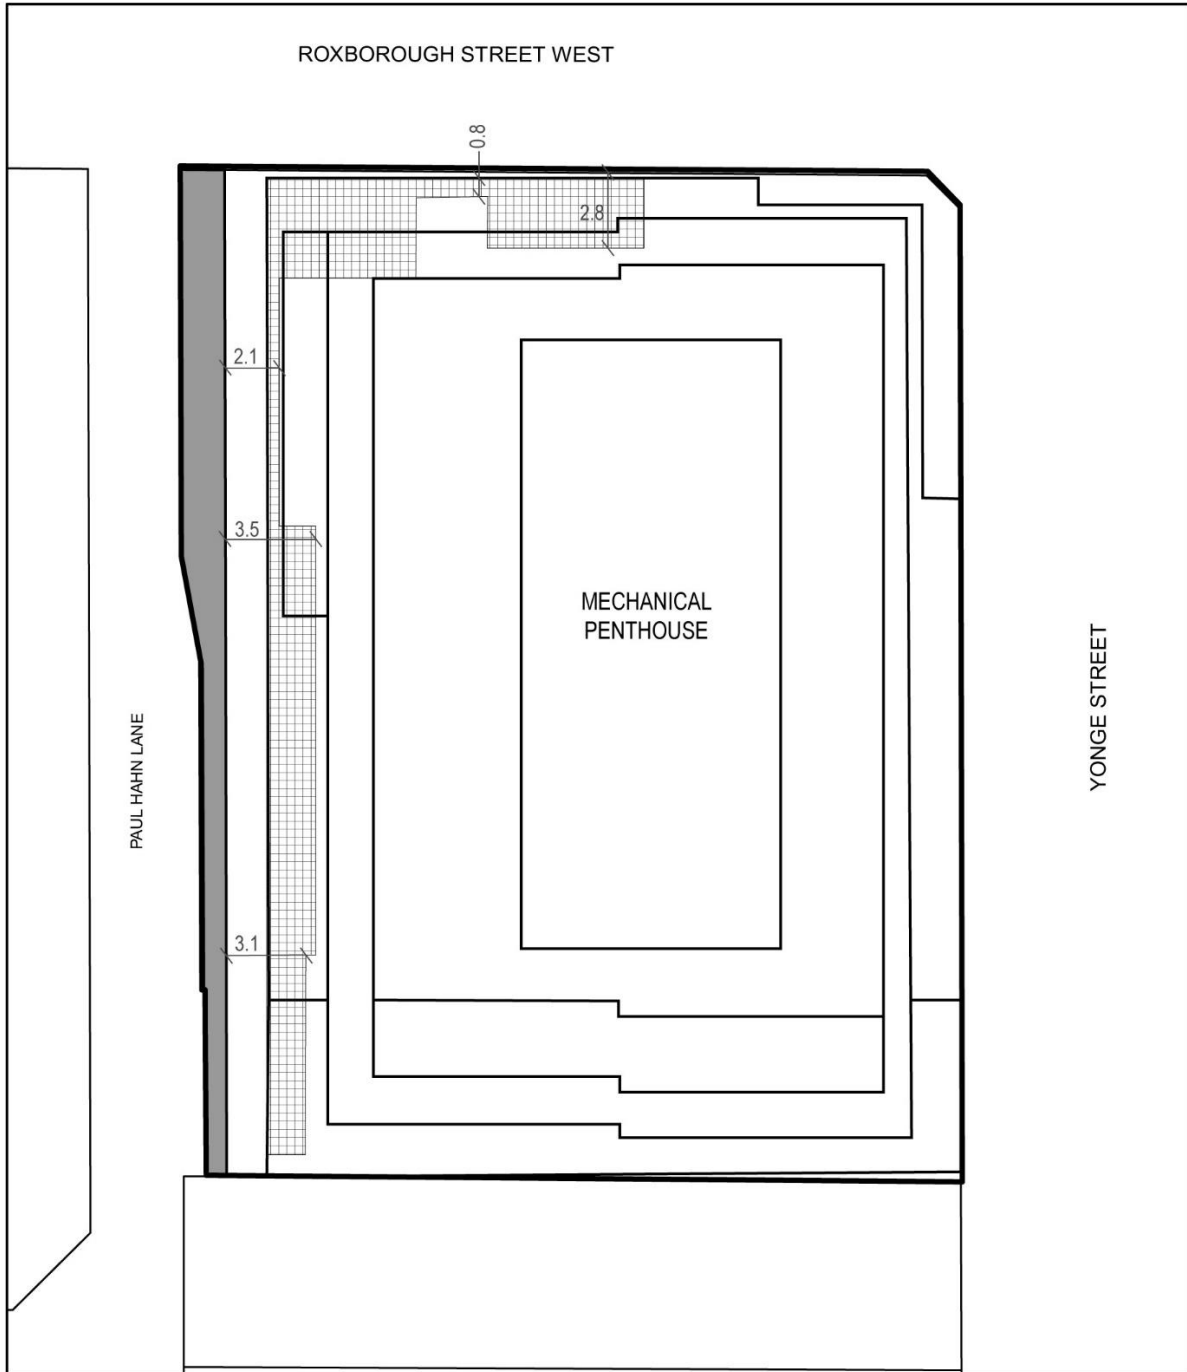 ROXBOROUGH STREET WEST
0.8
2.8
2.1
3.5
MECHANICAL
PENTHOUSE
YONGE STREET
PAUL HAHN LANE
3.1